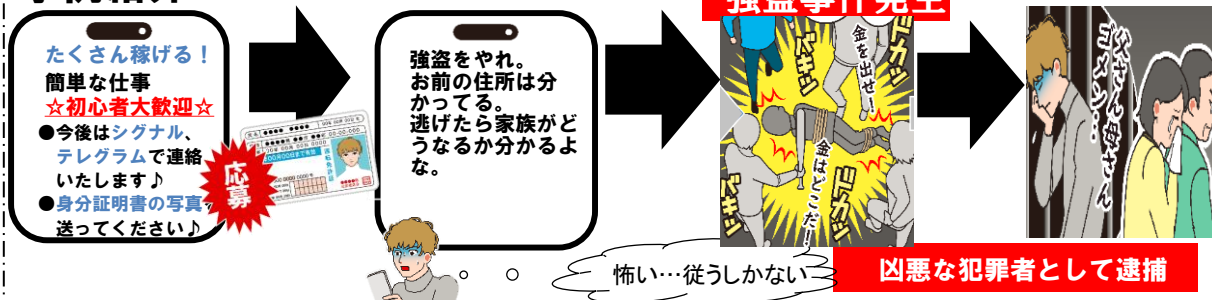 強盗事件発生
たくさん稼げる！
簡単な仕事
☆初心者大歓迎☆
●今後はシグナル、
テレグラムで連絡
いたします♪
●身分証明書の写真
送ってください♪
応募
運転免許証
強盗をやれ。
お前の住所は分
かってる。
逃げたら家族がど
うなるか分かるよ
な。
怖い…従うしかない
ドカッ
バキッ
金を出せ！
金はどこだ！
ドカッ
バキッ
父さん母さん
ゴメン…
凶悪な犯罪者として逮捕